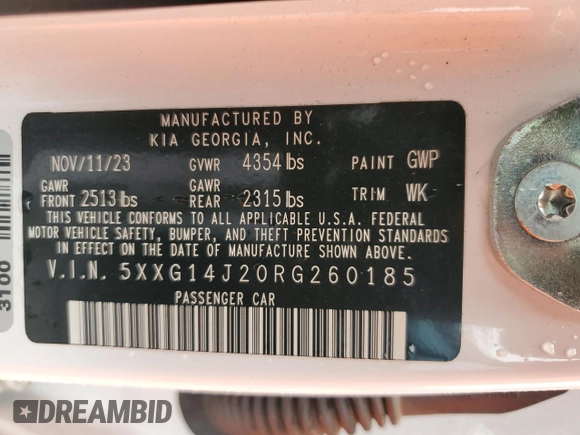 MANUFACTURED BY
KIA GEORGIA, INC.
NOV/11/23 GVWR 4354 lbs PAINT GWP
GAWR FRONT 2513 lbs GAWR REAR 2315 lbs TRIM WK
THIS VEHICLE CONFORMS TO ALL APPLICABLE U.S.A. FEDERAL
MOTOR VEHICLE SAFETY, BUMPER, AND THEFT PREVENTION STANDARDS
IN EFFECT ON THE DATE OF MANUFACTURE SHOWN ABOVE.
V.I.N. 5XXG14J20RG260185
PASSENGER CAR
3100
DREAMBID